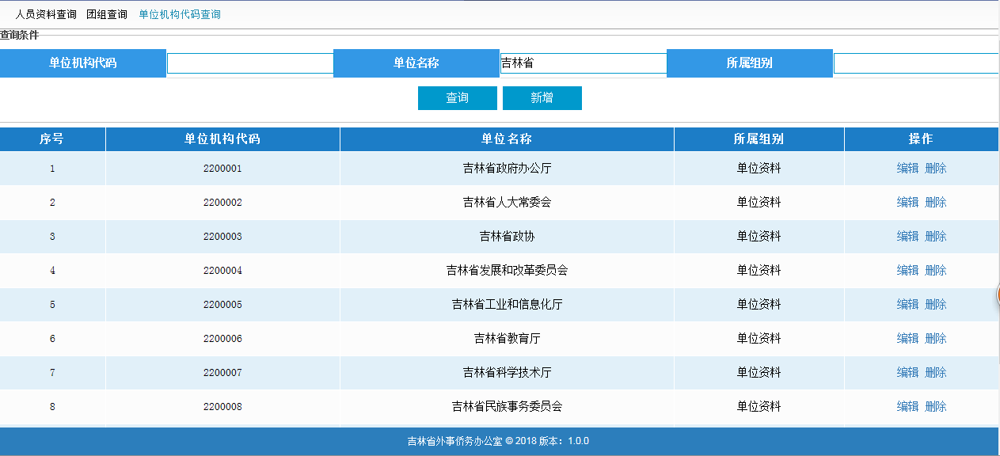 人员资料查询 团组查询 单位机构代码查询
查询条件
单位机构代码 单位名称 吉林省 所属组别
查询 新增
序号 单位机构代码 单位名称 所属组别 操作
1 2200001 吉林省政府办公厅 单位资料 编辑 删除
2 2200002 吉林省人大常委会 单位资料 编辑 删除
3 2200003 吉林省政协 单位资料 编辑 删除
4 2200004 吉林省发展和改革委员会 单位资料 编辑 删除
5 2200005 吉林省工业和信息化厅 单位资料 编辑 删除
6 2200006 吉林省教育厅 单位资料 编辑 删除
7 2200007 吉林省科学技术厅 单位资料 编辑 删除
8 2200008 吉林省民族事务委员会 单位资料 编辑 删除
吉林省外事侨务办公室 © 2018 版本：1.0.0